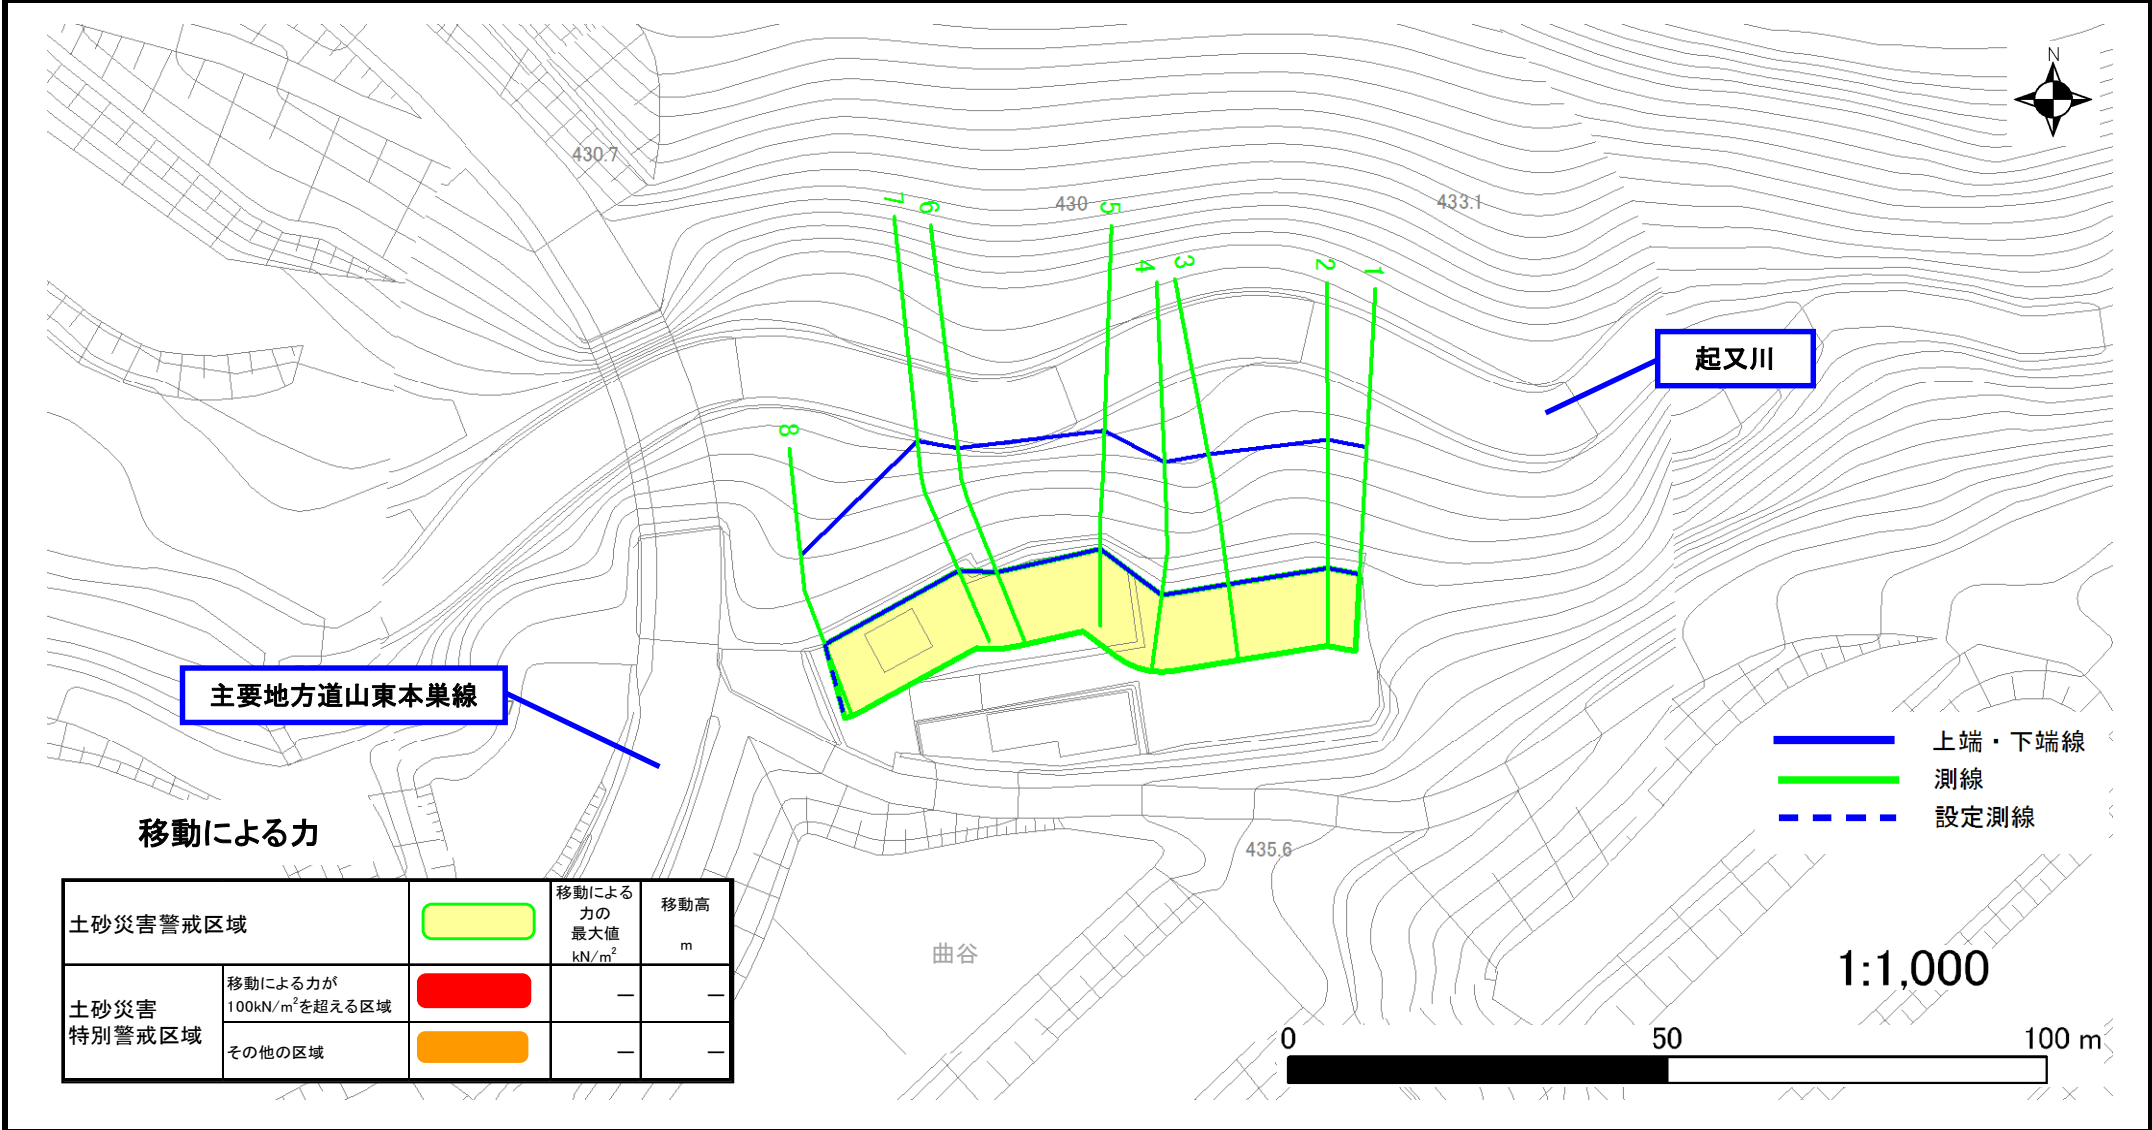 N
430.7
7
6
430
5
433.1
4
3
2
1
起又川
8
主要地方道山東本巣線
上端・下端線
測線
設定測線
移動による力
435.6
曲谷
土砂災害警戒区域
移動による
力の
最大値
kN/m²
移動高
m
土砂災害
特別警戒区域
移動による力が
100kN/m²を超える区域
—
—
その他の区域
—
—
1:1,000
0
50
100 m